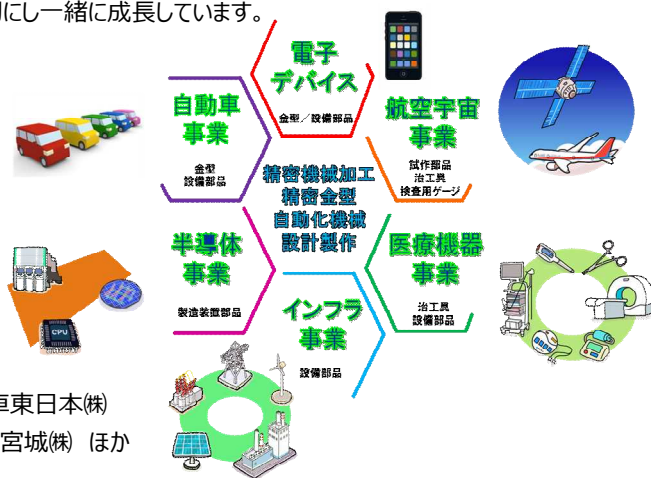 にし一緒に成長しています。
電子
デバイス
金型／設備部品
自動車
事業
金型
設備部品
航空宇宙
事業
試作部品
治工具
検査用ゲージ
精密機械加工
精密金型
自動化機械
設計製作
半導体
事業
製造装置部品
医療機器
事業
治工具
設備部品
インフラ
事業
設備部品
CPU
車東日本㈱
宮城㈱ ほか